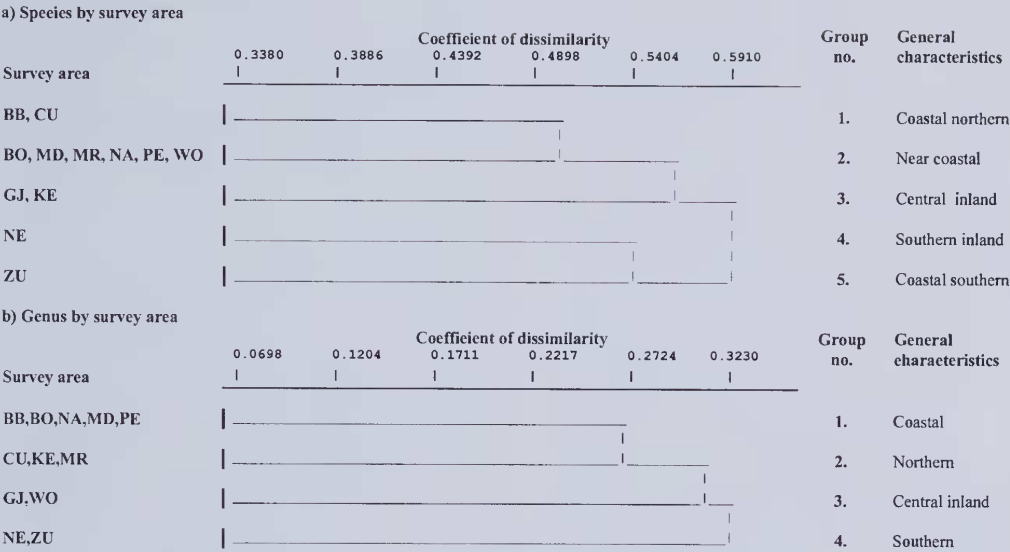 a) Species by survey area
Coefficient of dissimilarity Group General
0.3380 0.3886 0.4392 0.4898 0.5404 0.5910 no. characteristics
Survey area
BB, CU 1. Coastal northern
BO, MD, MR, NA, PE, WO 2. Near coastal
GJ, KE 3. Central inland
NE 4. Southern inland
ZU 5. Coastal southern
b) Genus by survey area
Coefficient of dissimilarity Group General
0.0698 0.1204 0.1711 0.2217 0.2724 0.3230 no. characteristics
Survey area
BB,BO,NA,MD,PE 1. Coastal
CU,KE,MR 2. Northern
GJ,WO 3. Central inland
NE,ZU 4. Southern